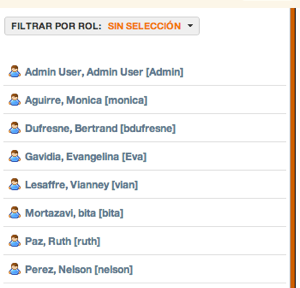 FILTRAR POR ROL: SIN SELECCIÓN
Admin User, Admin User [Admin]
Aguirre, Monica [monica]
Dufresne, Bertrand [bdufresne]
Gavidia, Evangelina [Eva]
Lesaffre, Vianney [vian]
Mortazavi, bita [bita]
Paz, Ruth [ruth]
Perez, Nelson [nelson]